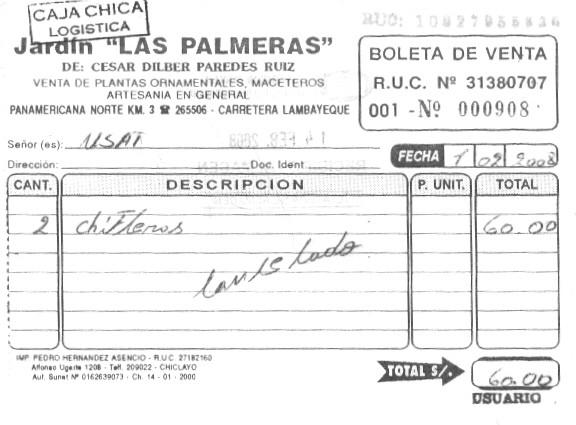 CAJA CHICA
LOGISTICA
RUC: 10927955836
Jardín "LAS PALMERAS"
DE: CESAR DILBER PAREDES RUIZ
VENTA DE PLANTAS ORNAMENTALES, MACETEROS
ARTESANIA EN GENERAL
PANAMERICANA NORTE KM. 3 ☎ 265506 - CARRETERA LAMBAYEQUE
BOLETA DE VENTA
R.U.C. Nº 31380707
001 - Nº 000908
Señor (es): USAT
14 FEB. 2008
Dirección: Doc. Ident.
FECHA 1 02 2008
CANT. DESCRIPCION P. UNIT. TOTAL
2 chifleros 60.00
Cancelado
IMP. PEDRO HERNANDEZ ASENCIO - R.U.C. 27182160
Alfonso Ugarte 1208 - Telf. 209022 - CHICLAYO
Aut. Sunat Nº 0162639073 - Ch. 14 - 01 - 2000
TOTAL S/. 60.00
USUARIO